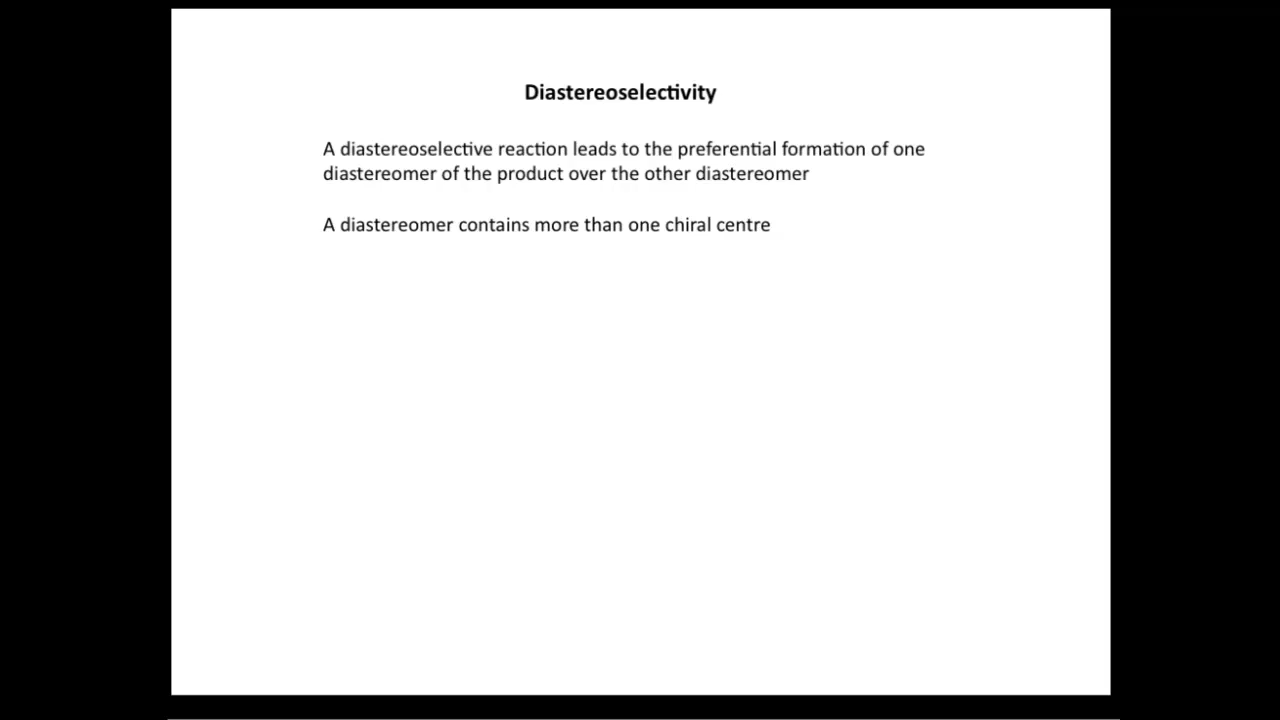 Diastereoselectivity
A diastereoselective reaction leads to the preferential formation of one
diastereomer of the product over the other diastereomer
A diastereomer contains more than one chiral centre